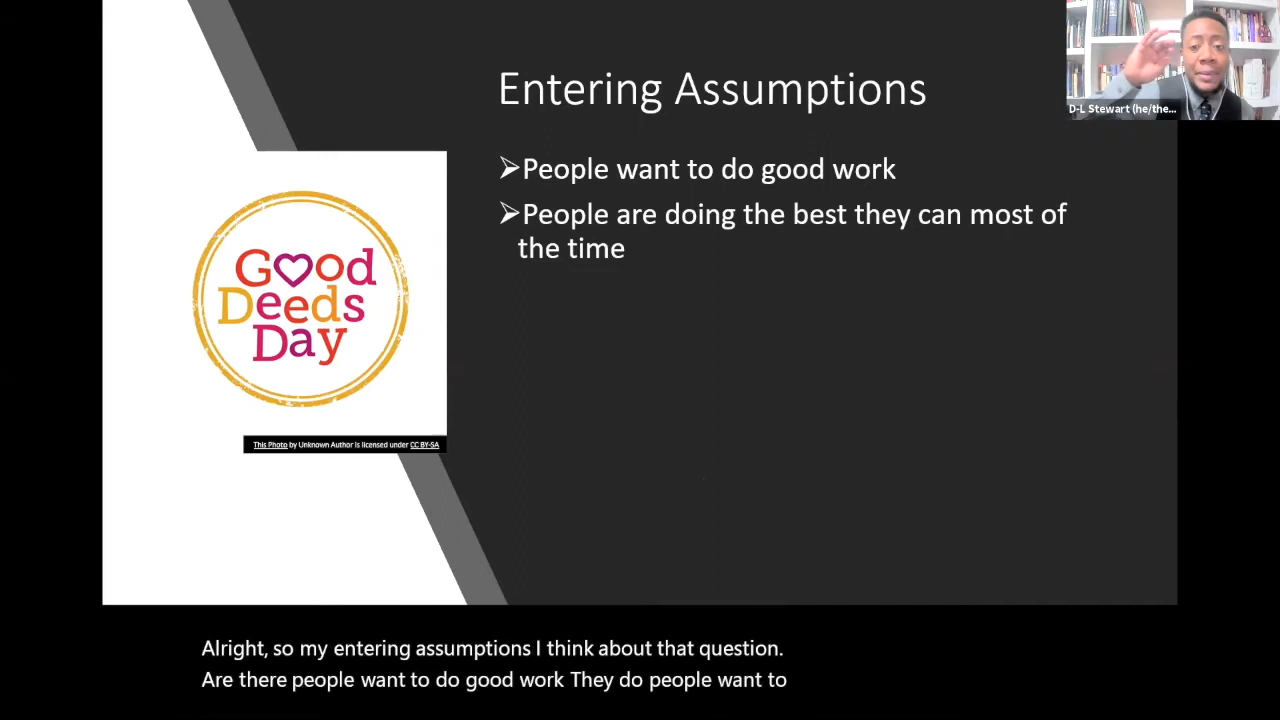 Entering Assumptions
D-L Stewart (he/the...
➢People want to do good work
➢People are doing the best they can most of
the time
Good
Deeds
Day
This Photo by Unknown Author is licensed under CC BY-SA
Alright, so my entering assumptions I think about that question.
Are there people want to do good work They do people want to